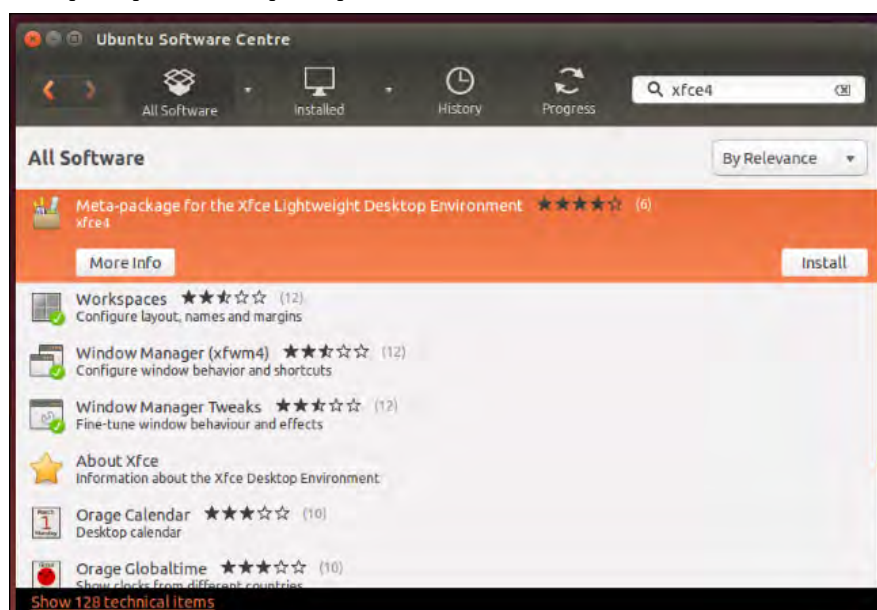 Ubuntu Software Centre
All Software
Installed
History
Progress
xfce4
All Software
By Relevance
Meta-package for the Xfce Lightweight Desktop Environment (6)
xfce4
More Info
Install
Workspaces (12)
Configure layout, names and margins
Window Manager (xfwm4) (12)
Configure window behavior and shortcuts
Window Manager Tweaks (12)
Fine-tune window behaviour and effects
About Xfce
Information about the Xfce Desktop Environment
1
Orage Calendar (10)
Desktop calendar
Orage Globaltime (10)
Show clocks from different countries
Show 128 technical items